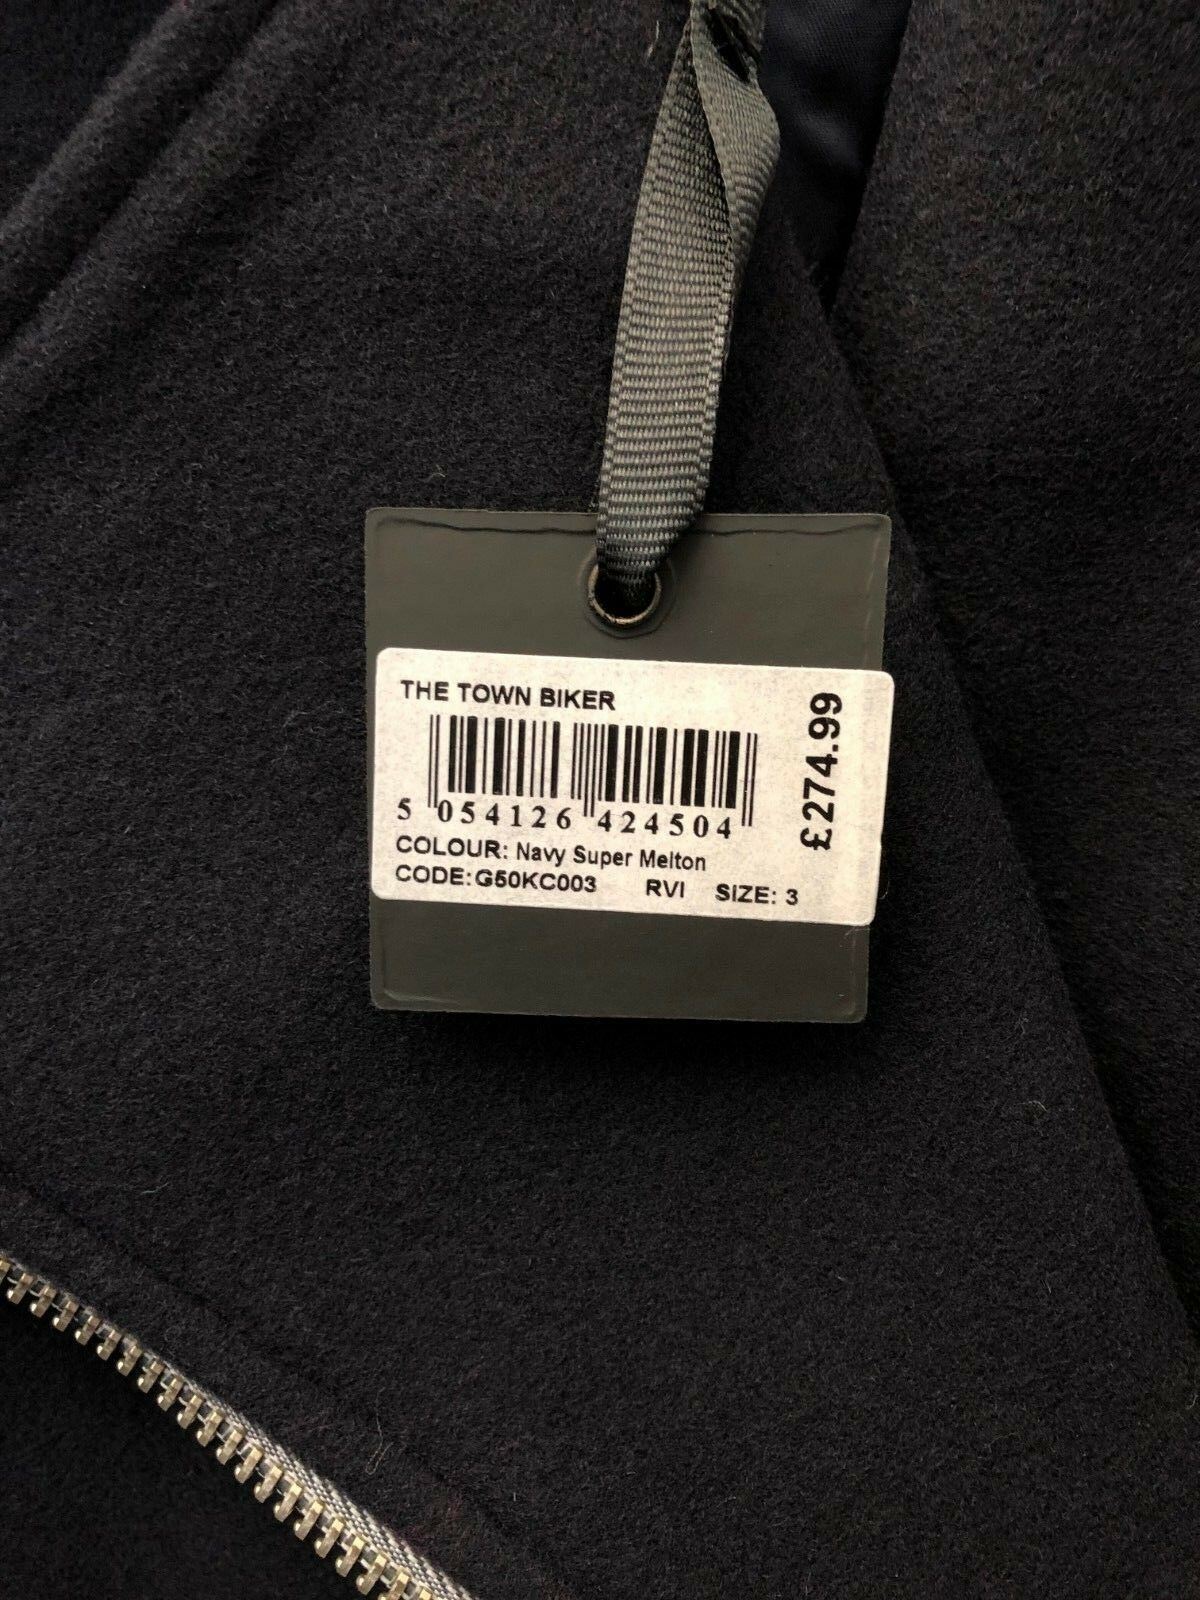 THE TOWN BIKER
£274.99
5 054126 424504
COLOUR: Navy Super Melton
CODE:G50KC003 RVI SIZE: 3